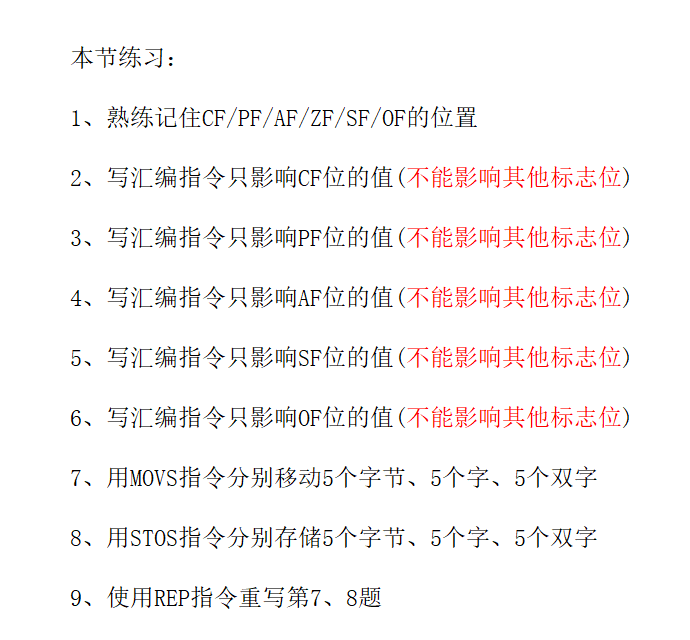 本节练习：
1、熟练记住CF/PF/AF/ZF/SF/OF的位置
2、写汇编指令只影响CF位的值(不能影响其他标志位)
3、写汇编指令只影响PF位的值(不能影响其他标志位)
4、写汇编指令只影响AF位的值(不能影响其他标志位)
5、写汇编指令只影响SF位的值(不能影响其他标志位)
6、写汇编指令只影响OF位的值(不能影响其他标志位)
7、用MOVS指令分别移动5个字节、5个字、5个双字
8、用STOS指令分别存储5个字节、5个字、5个双字
9、使用REP指令重写第7、8题